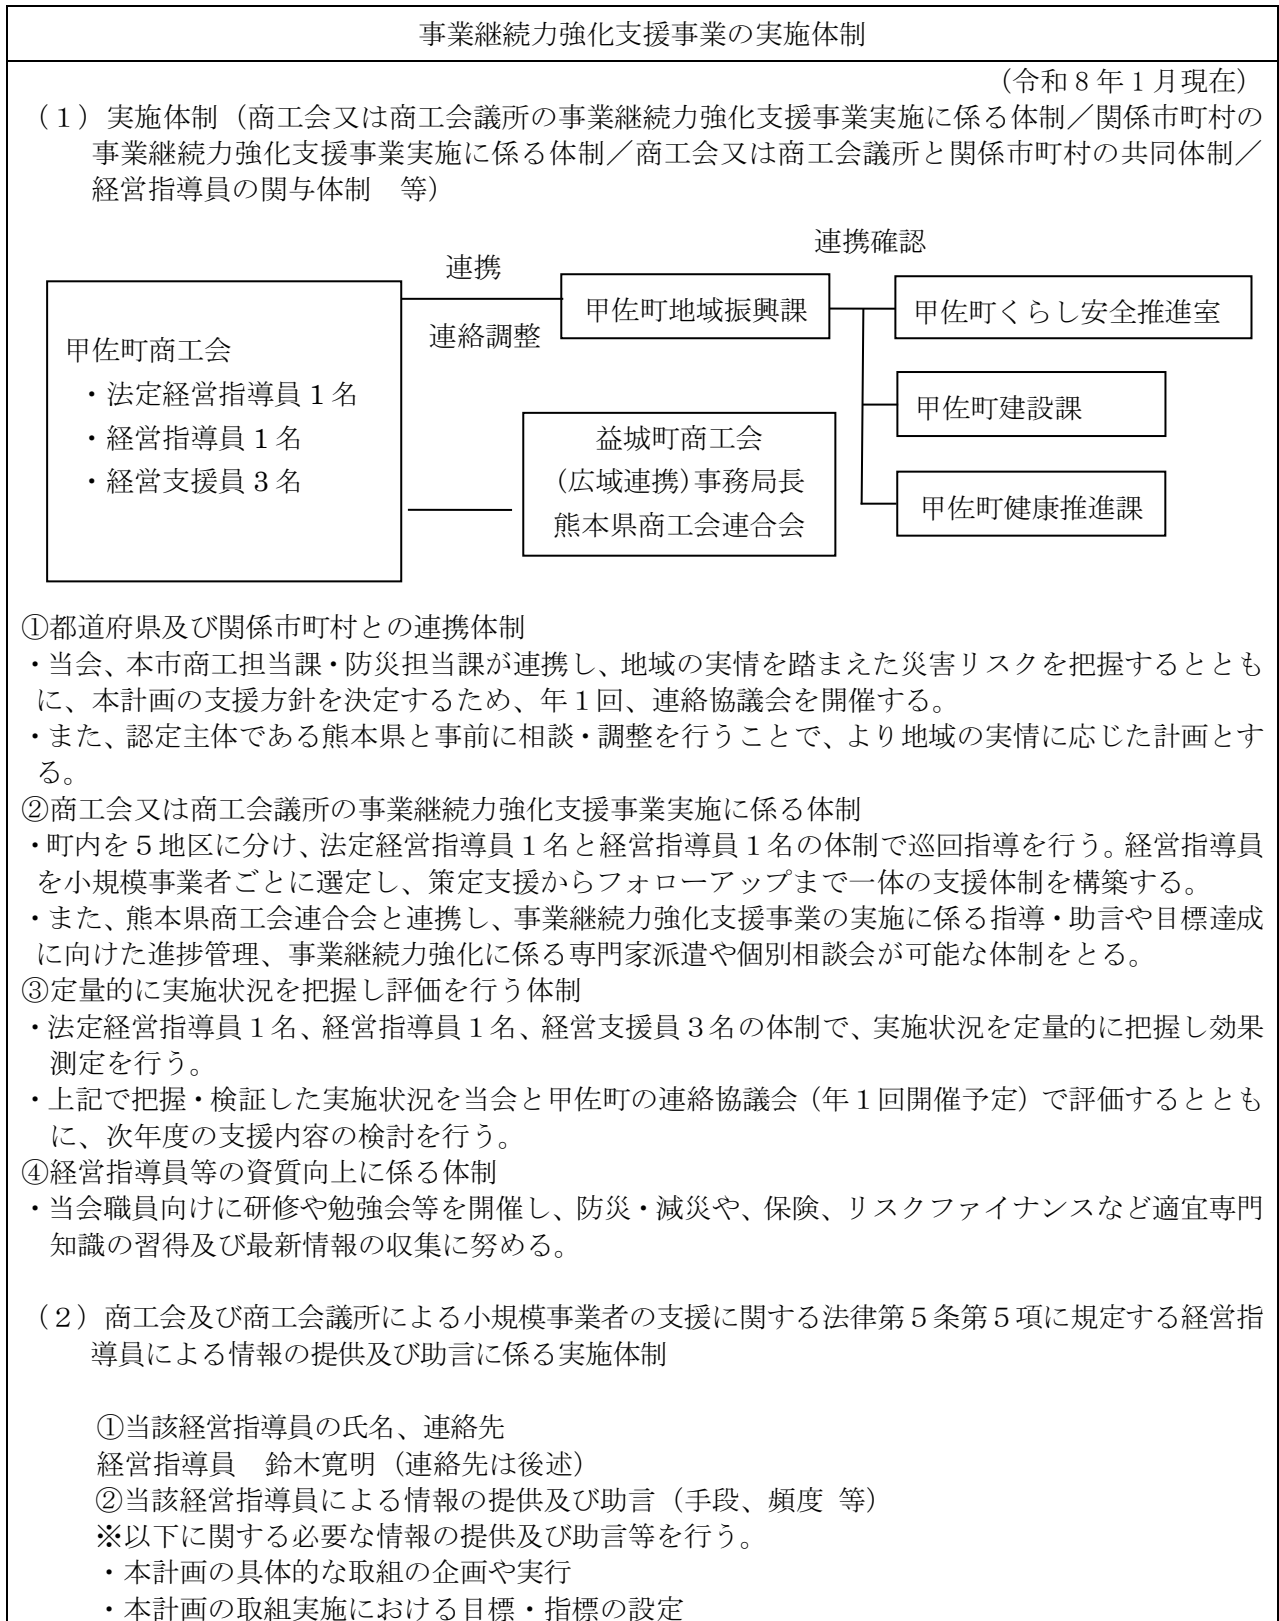 事業継続力強化支援事業の実施体制
（令和８年１月現在）
（１）実施体制（商工会又は商工会議所の事業継続力強化支援事業実施に係る体制／関係市町村の
事業継続力強化支援事業実施に係る体制／商工会又は商工会議所と関係市町村の共同体制／
経営指導員の関与体制　等）
連携確認
連携
連絡調整
甲佐町地域振興課
甲佐町くらし安全推進室
甲佐町商工会
・法定経営指導員１名
・経営指導員１名
・経営支援員３名
甲佐町建設課
益城町商工会
（広域連携）事務局長
熊本県商工会連合会
甲佐町健康推進課
①都道府県及び関係市町村との連携体制
・当会、本市商工担当課・防災担当課が連携し、地域の実情を踏まえた災害リスクを把握するととも
に、本計画の支援方針を決定するため、年１回、連絡協議会を開催する。
・また、認定主体である熊本県と事前に相談・調整を行うことで、より地域の実情に応じた計画とす
る。
②商工会又は商工会議所の事業継続力強化支援事業実施に係る体制
・町内を５地区に分け、法定経営指導員１名と経営指導員１名の体制で巡回指導を行う。経営指導員
を小規模事業者ごとに選定し、策定支援からフォローアップまで一体の支援体制を構築する。
・また、熊本県商工会連合会と連携し、事業継続力強化支援事業の実施に係る指導・助言や目標達成
に向けた進捗管理、事業継続力強化に係る専門家派遣や個別相談会が可能な体制をとる。
③定量的に実施状況を把握し評価を行う体制
・法定経営指導員１名、経営指導員１名、経営支援員３名の体制で、実施状況を定量的に把握し効果
測定を行う。
・上記で把握・検証した実施状況を当会と甲佐町の連絡協議会（年１回開催予定）で評価するととも
に、次年度の支援内容の検討を行う。
④経営指導員等の資質向上に係る体制
・当会職員向けに研修や勉強会等を開催し、防災・減災や、保険、リスクファイナンスなど適宜専門
知識の習得及び最新情報の収集に努める。
（２）商工会及び商工会議所による小規模事業者の支援に関する法律第５条第５項に規定する経営指
導員による情報の提供及び助言に係る実施体制
①当該経営指導員の氏名、連絡先
経営指導員　鈴木寛明（連絡先は後述）
②当該経営指導員による情報の提供及び助言（手段、頻度 等）
※以下に関する必要な情報の提供及び助言等を行う。
・本計画の具体的な取組の企画や実行
・本計画の取組実施における目標・指標の設定